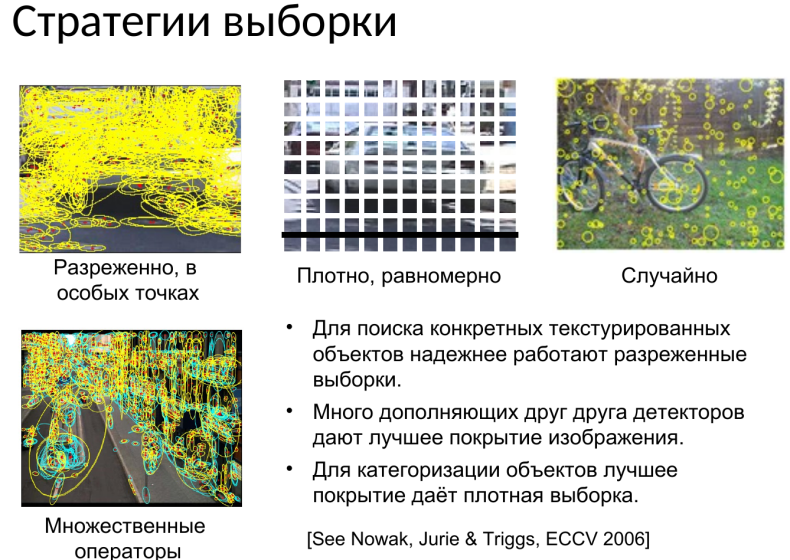 Стратегии выборки
Разреженно, в
особых точках
Плотно, равномерно
Случайно
Множественные
операторы
• Для поиска конкретных текстурированных
объектов надежнее работают разреженные
выборки.
• Много дополняющих друг друга детекторов
дают лучшее покрытие изображения.
• Для категоризации объектов лучшее
покрытие даёт плотная выборка.
[See Nowak, Jurie & Triggs, ECCV 2006]